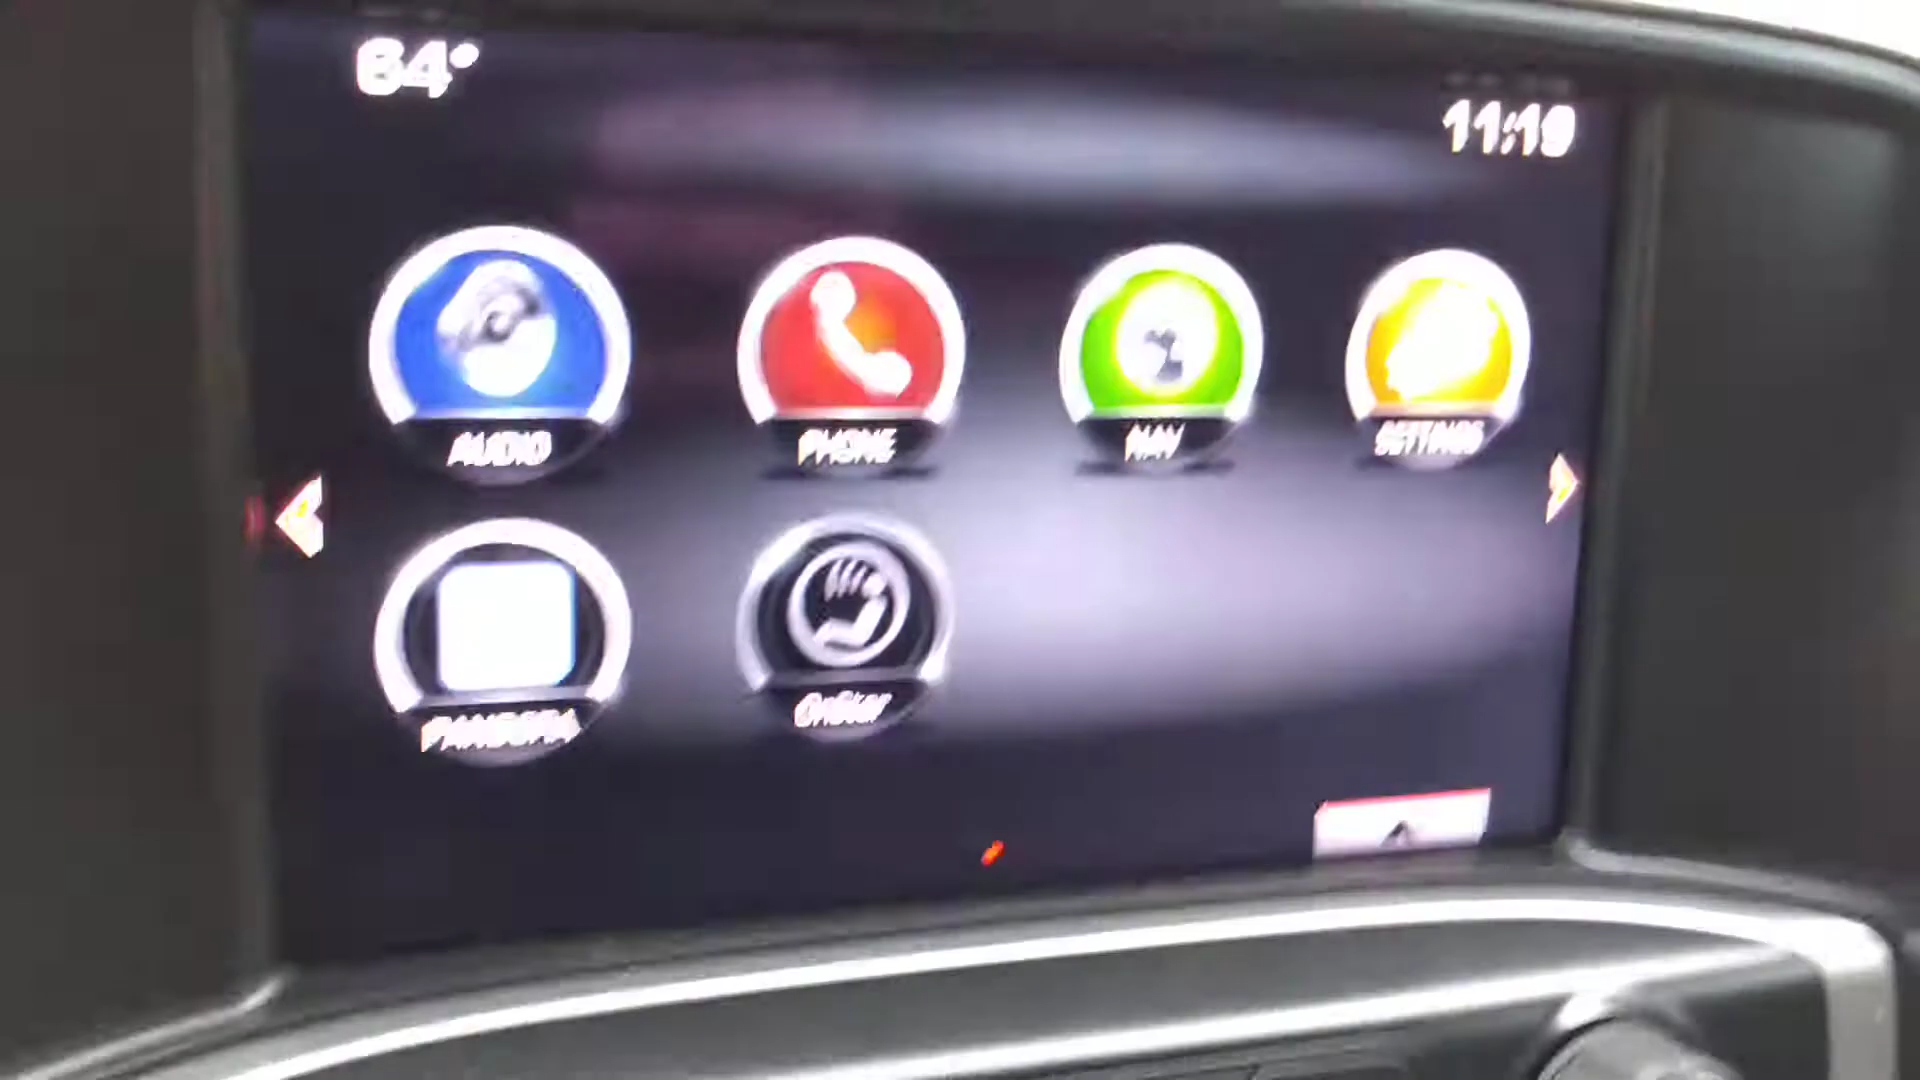 64°
11:19
AUDIO
PHONE
NAV
SETTINGS
PANDORA
OnStar